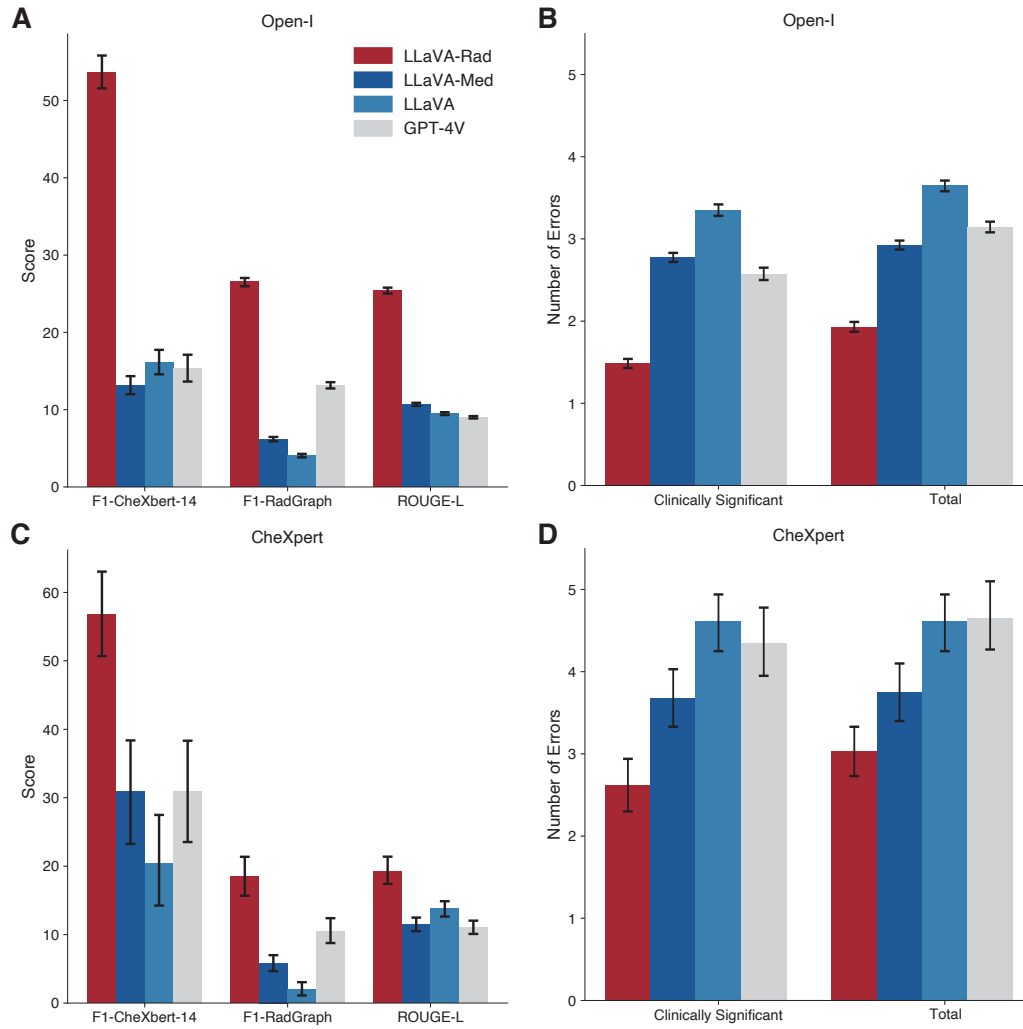 A
Open-I
Score
50
40
30
20
10
0
F1-CheXbert-14
F1-RadGraph
ROUGE-L
LLaVA-Rad
LLaVA-Med
LLaVA
GPT-4V
B
Open-I
Number of Errors
5
4
3
2
1
0
Clinically Significant
Total
C
CheXpert
Score
60
50
40
30
20
10
0
F1-CheXbert-14
F1-RadGraph
ROUGE-L
D
CheXpert
Number of Errors
5
4
3
2
1
0
Clinically Significant
Total